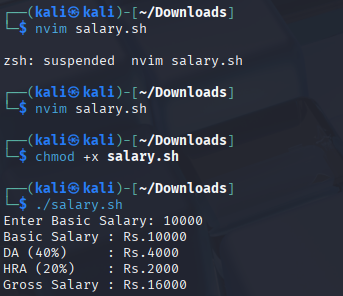 ┌──(kali㉿kali)-[~/Downloads]
└─$ nvim salary.sh
zsh: suspended  nvim salary.sh
┌──(kali㉿kali)-[~/Downloads]
└─$ nvim salary.sh
┌──(kali㉿kali)-[~/Downloads]
└─$ chmod +x salary.sh
┌──(kali㉿kali)-[~/Downloads]
└─$ ./salary.sh
Enter Basic Salary: 10000
Basic Salary : Rs.10000
DA (40%)     : Rs.4000
HRA (20%)    : Rs.2000
Gross Salary : Rs.16000